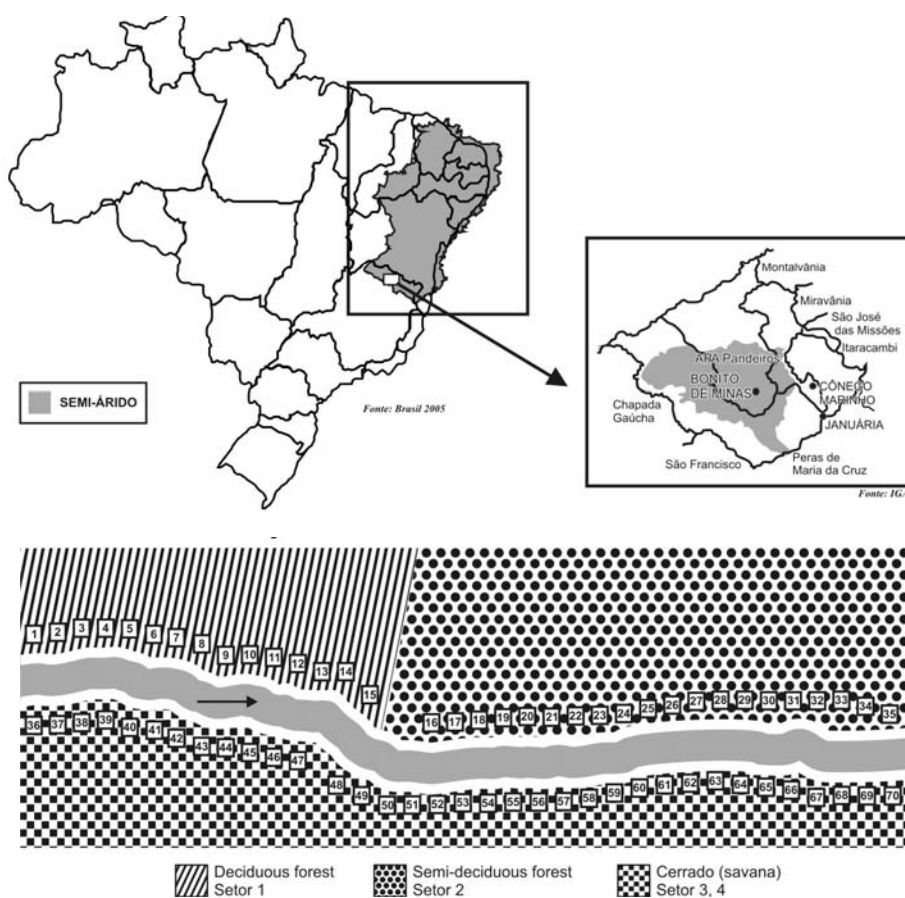 SEMI-ÁRIDO
Fonte: Brasil 2005
Montalvânia
Miravânia
São José
das Missões
Itaracambi
APA Pandeiros
BONITO
DE MINAS
CÔNEGO
MARINHO
Chapada
Gaúcha
JANUÁRIA
São Francisco
Peras de
Maria da Cruz
Fonte: IGA
1 2 3 4 5 6 7 8 9 10 11 12 13 14 15
16 17 18 19 20 21 22 23 24 25 26 27 28 29 30 31 32 33 34 35
36 37 38 39 40 41 42 43 44 45 46 47 48 49 50 51 52 53 54 55 56 57 58 59 60 61 62 63 64 65 66 67 68 69 70
Deciduous forest
Setor 1
Semi-deciduous forest
Setor 2
Cerrado (savana)
Setor 3, 4